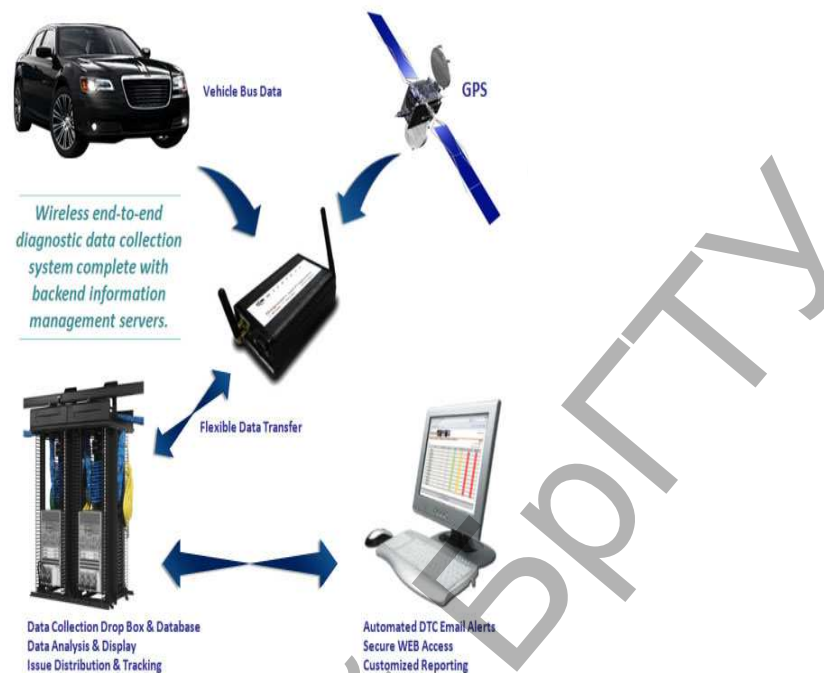 Vehicle Bus Data
GPS
Wireless end-to-end
diagnostic data collection
system complete with
backend information
management servers.
Flexible Data Transfer
Data Collection Drop Box & Database
Data Analysis & Display
Issue Distribution & Tracking
Automated DTC Email Alerts
Secure WEB Access
Customized Reporting
БрГТУ